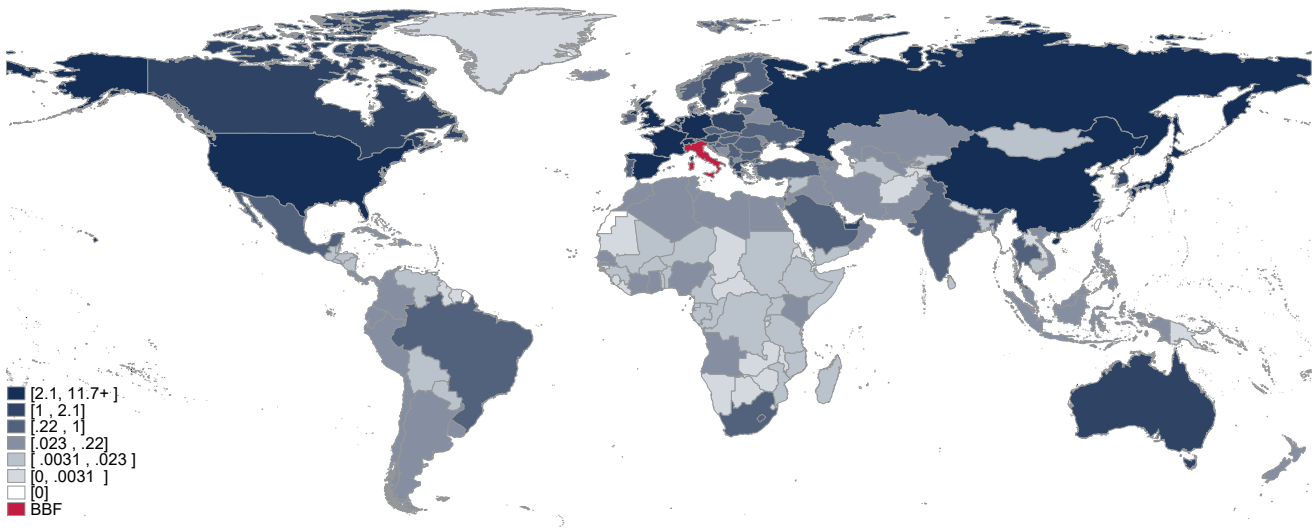 [2.1, 11.7+ ]
[1 , 2.1]
[.22 , 1]
[.023 , .22]
[ .0031 , .023 ]
[0, .0031  ]
[0]
BBF